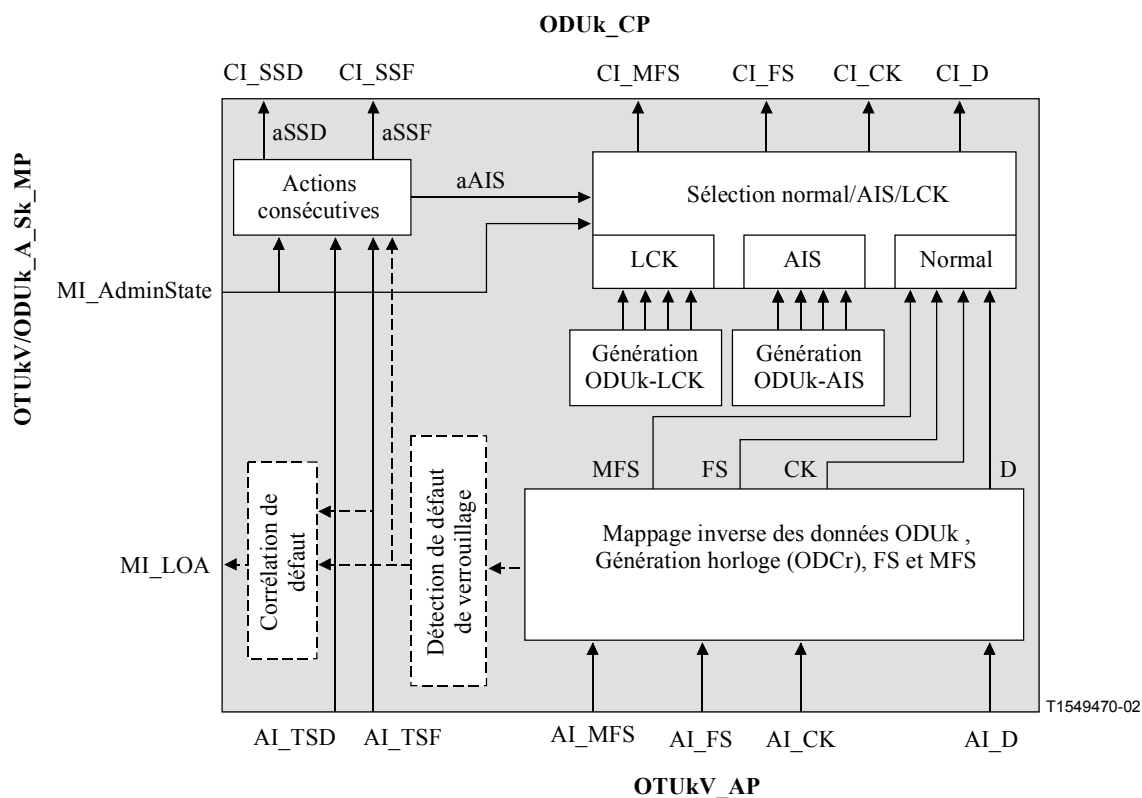 ODUk_CP
CI_SSD CI_SSF CI_MFS CI_FS CI_CK CI_D
aSSD aSSF
OTUkV/ODUk_A_Sk_MP
Actions
consécutives
aAIS
Sélection normal/AIS/LCK
LCK AIS Normal
MI_AdminState
Génération
ODUk-LCK
Génération
ODUk-AIS
MFS FS CK D
Corrélation de
défaut
Détection de défaut
de verrouillage
Mappage inverse des données ODUk ,
Génération horloge (ODCr), FS et MFS
MI_LOA
T1549470-02
AI_TSD AI_TSF AI_MFS AI_FS AI_CK AI_D
OTUkV_AP